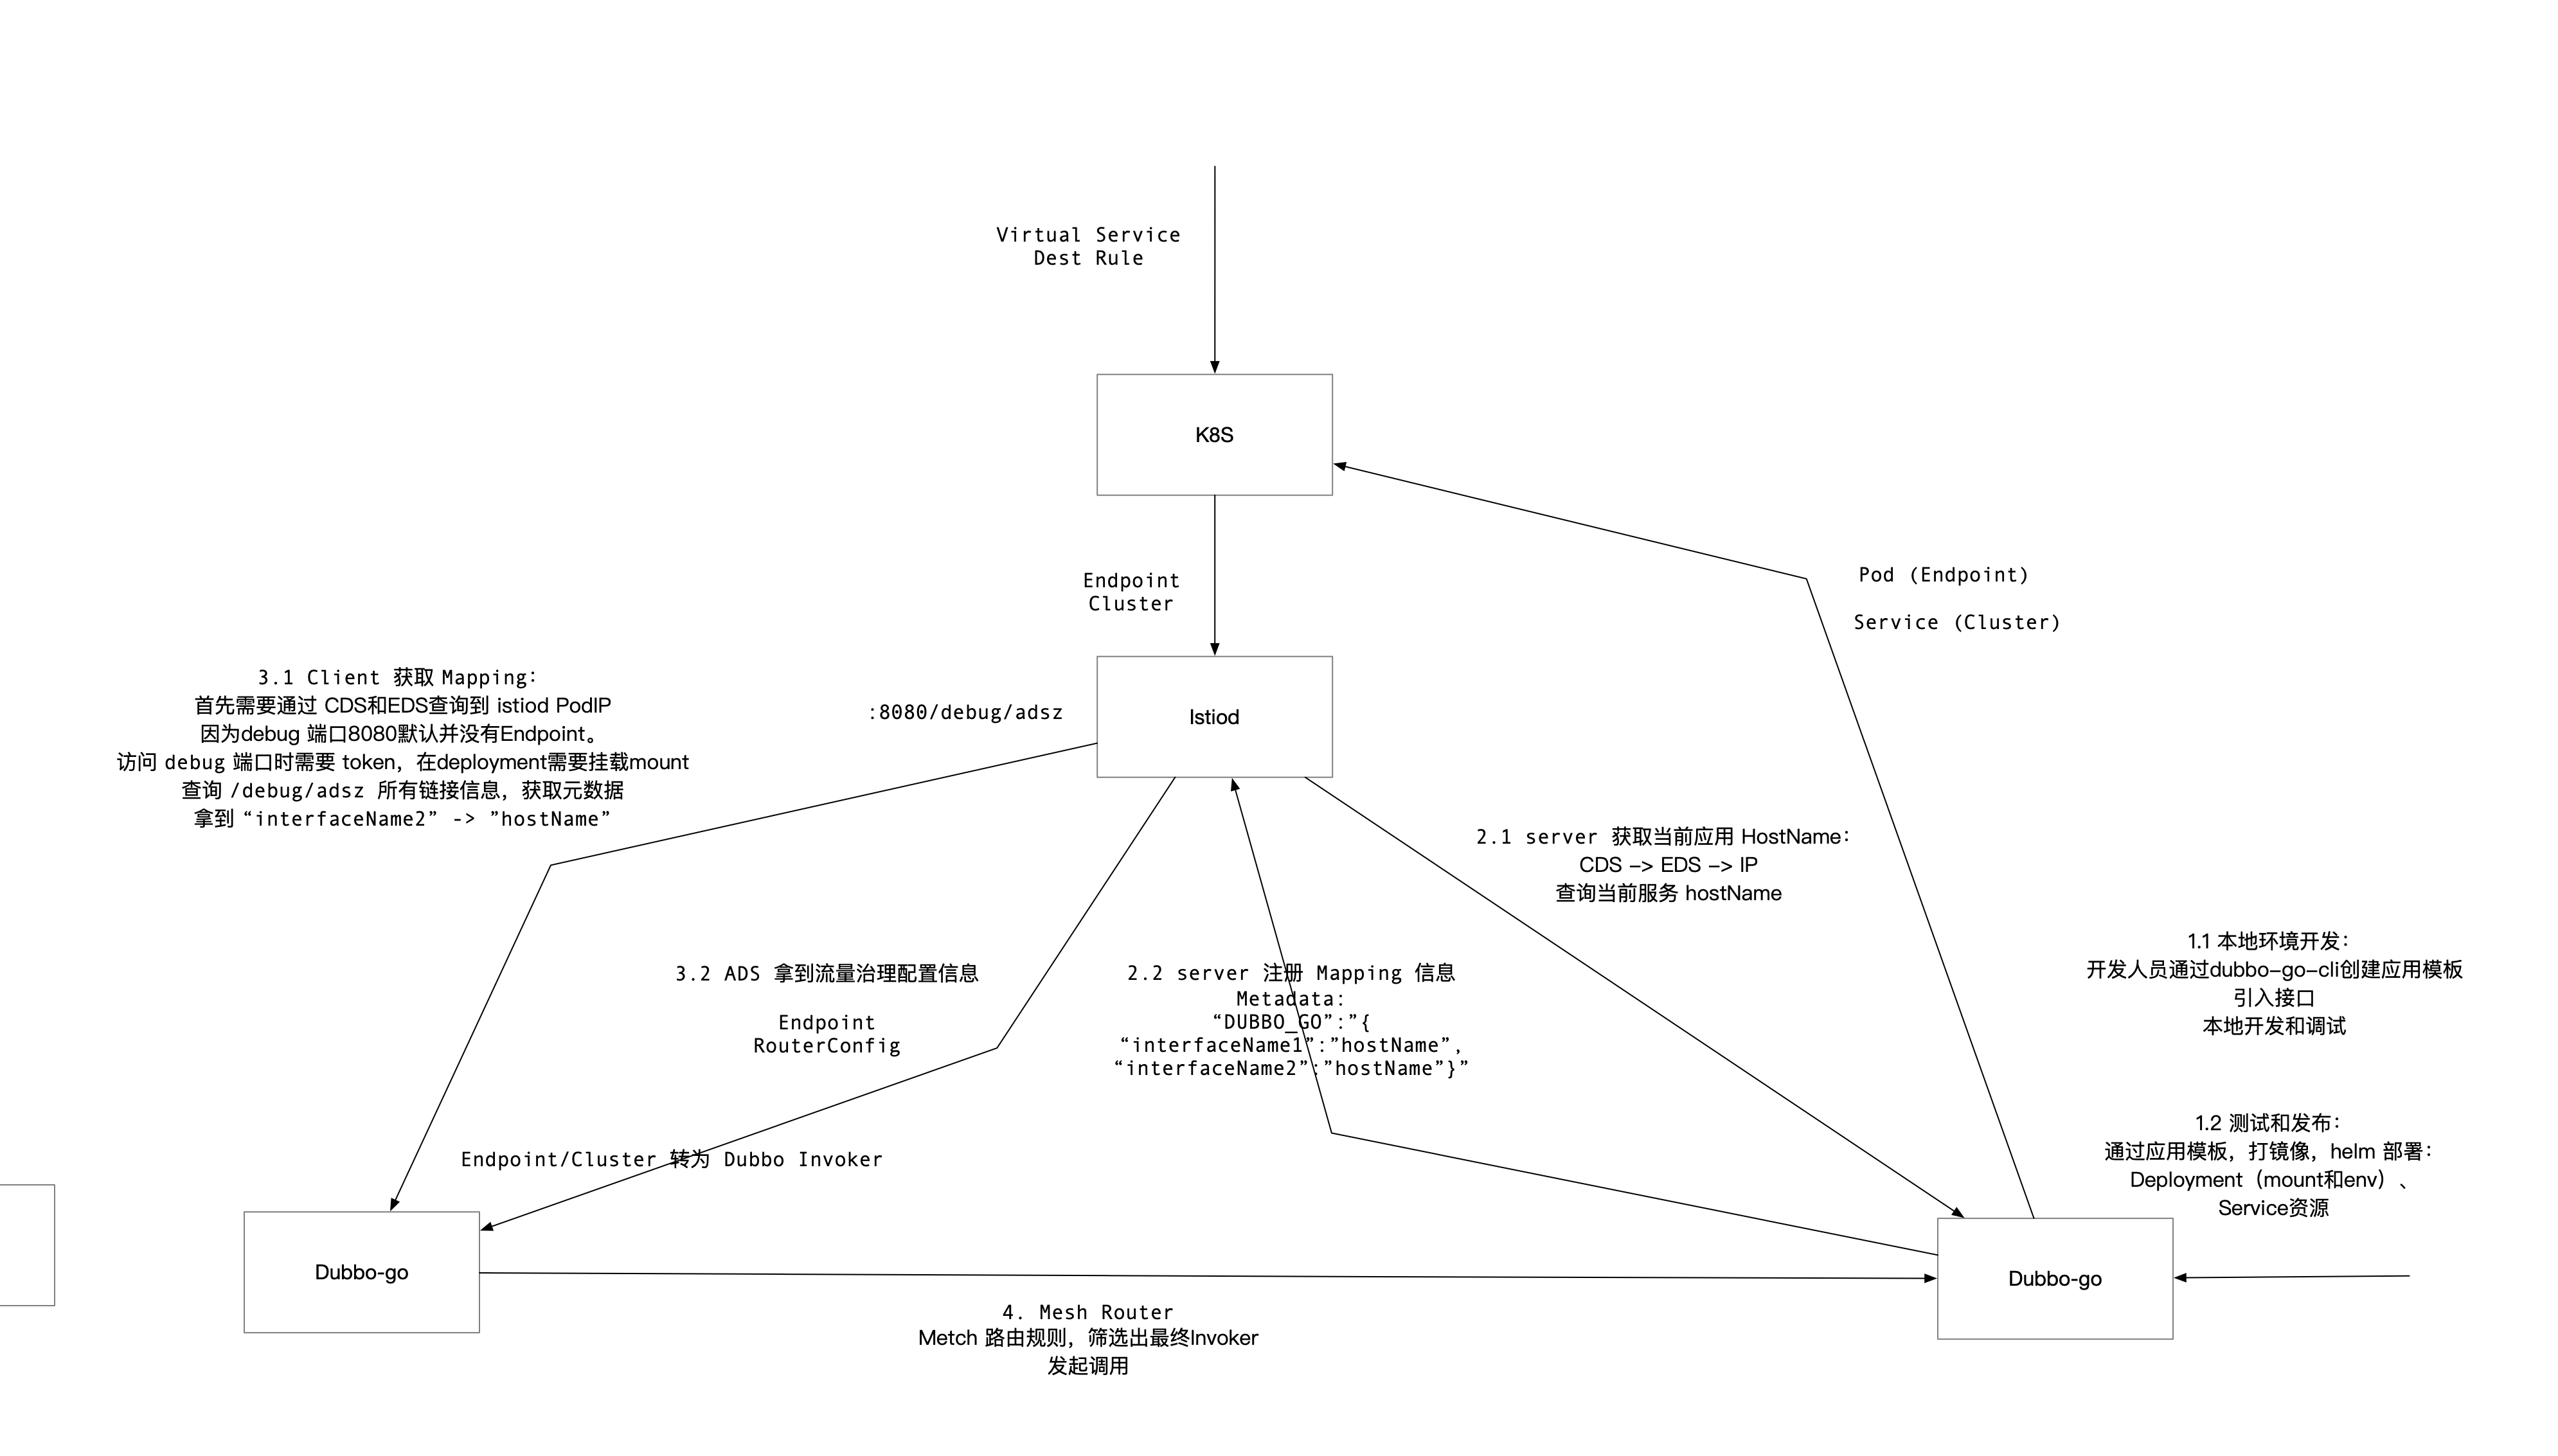 Virtual Service
Dest Rule
K8S
Endpoint
Cluster
Pod (Endpoint)
Service (Cluster)
3.1 Client 获取 Mapping：
首先需要通过 CDS和EDS查询到 istiod PodIP
因为debug 端口8080默认并没有Endpoint。
访问 debug 端口时需要 token，在deployment需要挂载mount
查询 /debug/adsz 所有链接信息，获取元数据
拿到 “interfaceName2” -> ”hostName”
:8080/debug/adsz
Istiod
2.1 server 获取当前应用 HostName：
CDS –> EDS –> IP
查询当前服务 hostName
3.2 ADS 拿到流量治理配置信息
Endpoint
RouterConfig
2.2 server 注册 Mapping 信息
Metadata:
“DUBBO_GO”:”{
“interfaceName1”:”hostName”,
“interfaceName2”:”hostName”}”
1.1 本地环境开发：
开发人员通过dubbo–go–cli创建应用模板
引入接口
本地开发和调试
1.2 测试和发布：
通过应用模板，打镜像，helm 部署：
Deployment（mount和env）、
Service资源
Endpoint/Cluster 转为 Dubbo Invoker
Dubbo-go
Dubbo-go
4. Mesh Router
Metch 路由规则，筛选出最终Invoker
发起调用